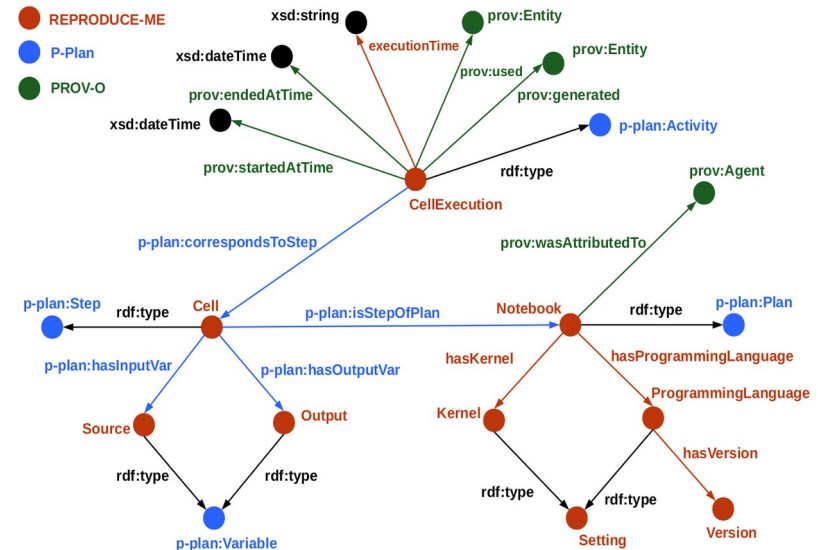 REPRODUCE-ME
P-Plan
PROV-O
xsd:string
prov:Entity
executionTime
xsd:dateTime
prov:Entity
prov:used
prov:endedAtTime
prov:generated
xsd:dateTime
p-plan:Activity
prov:startedAtTime
rdf:type
prov:Agent
CellExecution
p-plan:correspondsToStep
prov:wasAttributedTo
p-plan:Step
rdf:type
Cell
p-plan:isStepOfPlan
Notebook
rdf:type
p-plan:Plan
p-plan:hasInputVar
p-plan:hasOutputVar
hasKernel
hasProgrammingLanguage
ProgrammingLanguage
Source
Output
Kernel
hasVersion
rdf:type
rdf:type
rdf:type
rdf:type
p-plan:Variable
Setting
Version